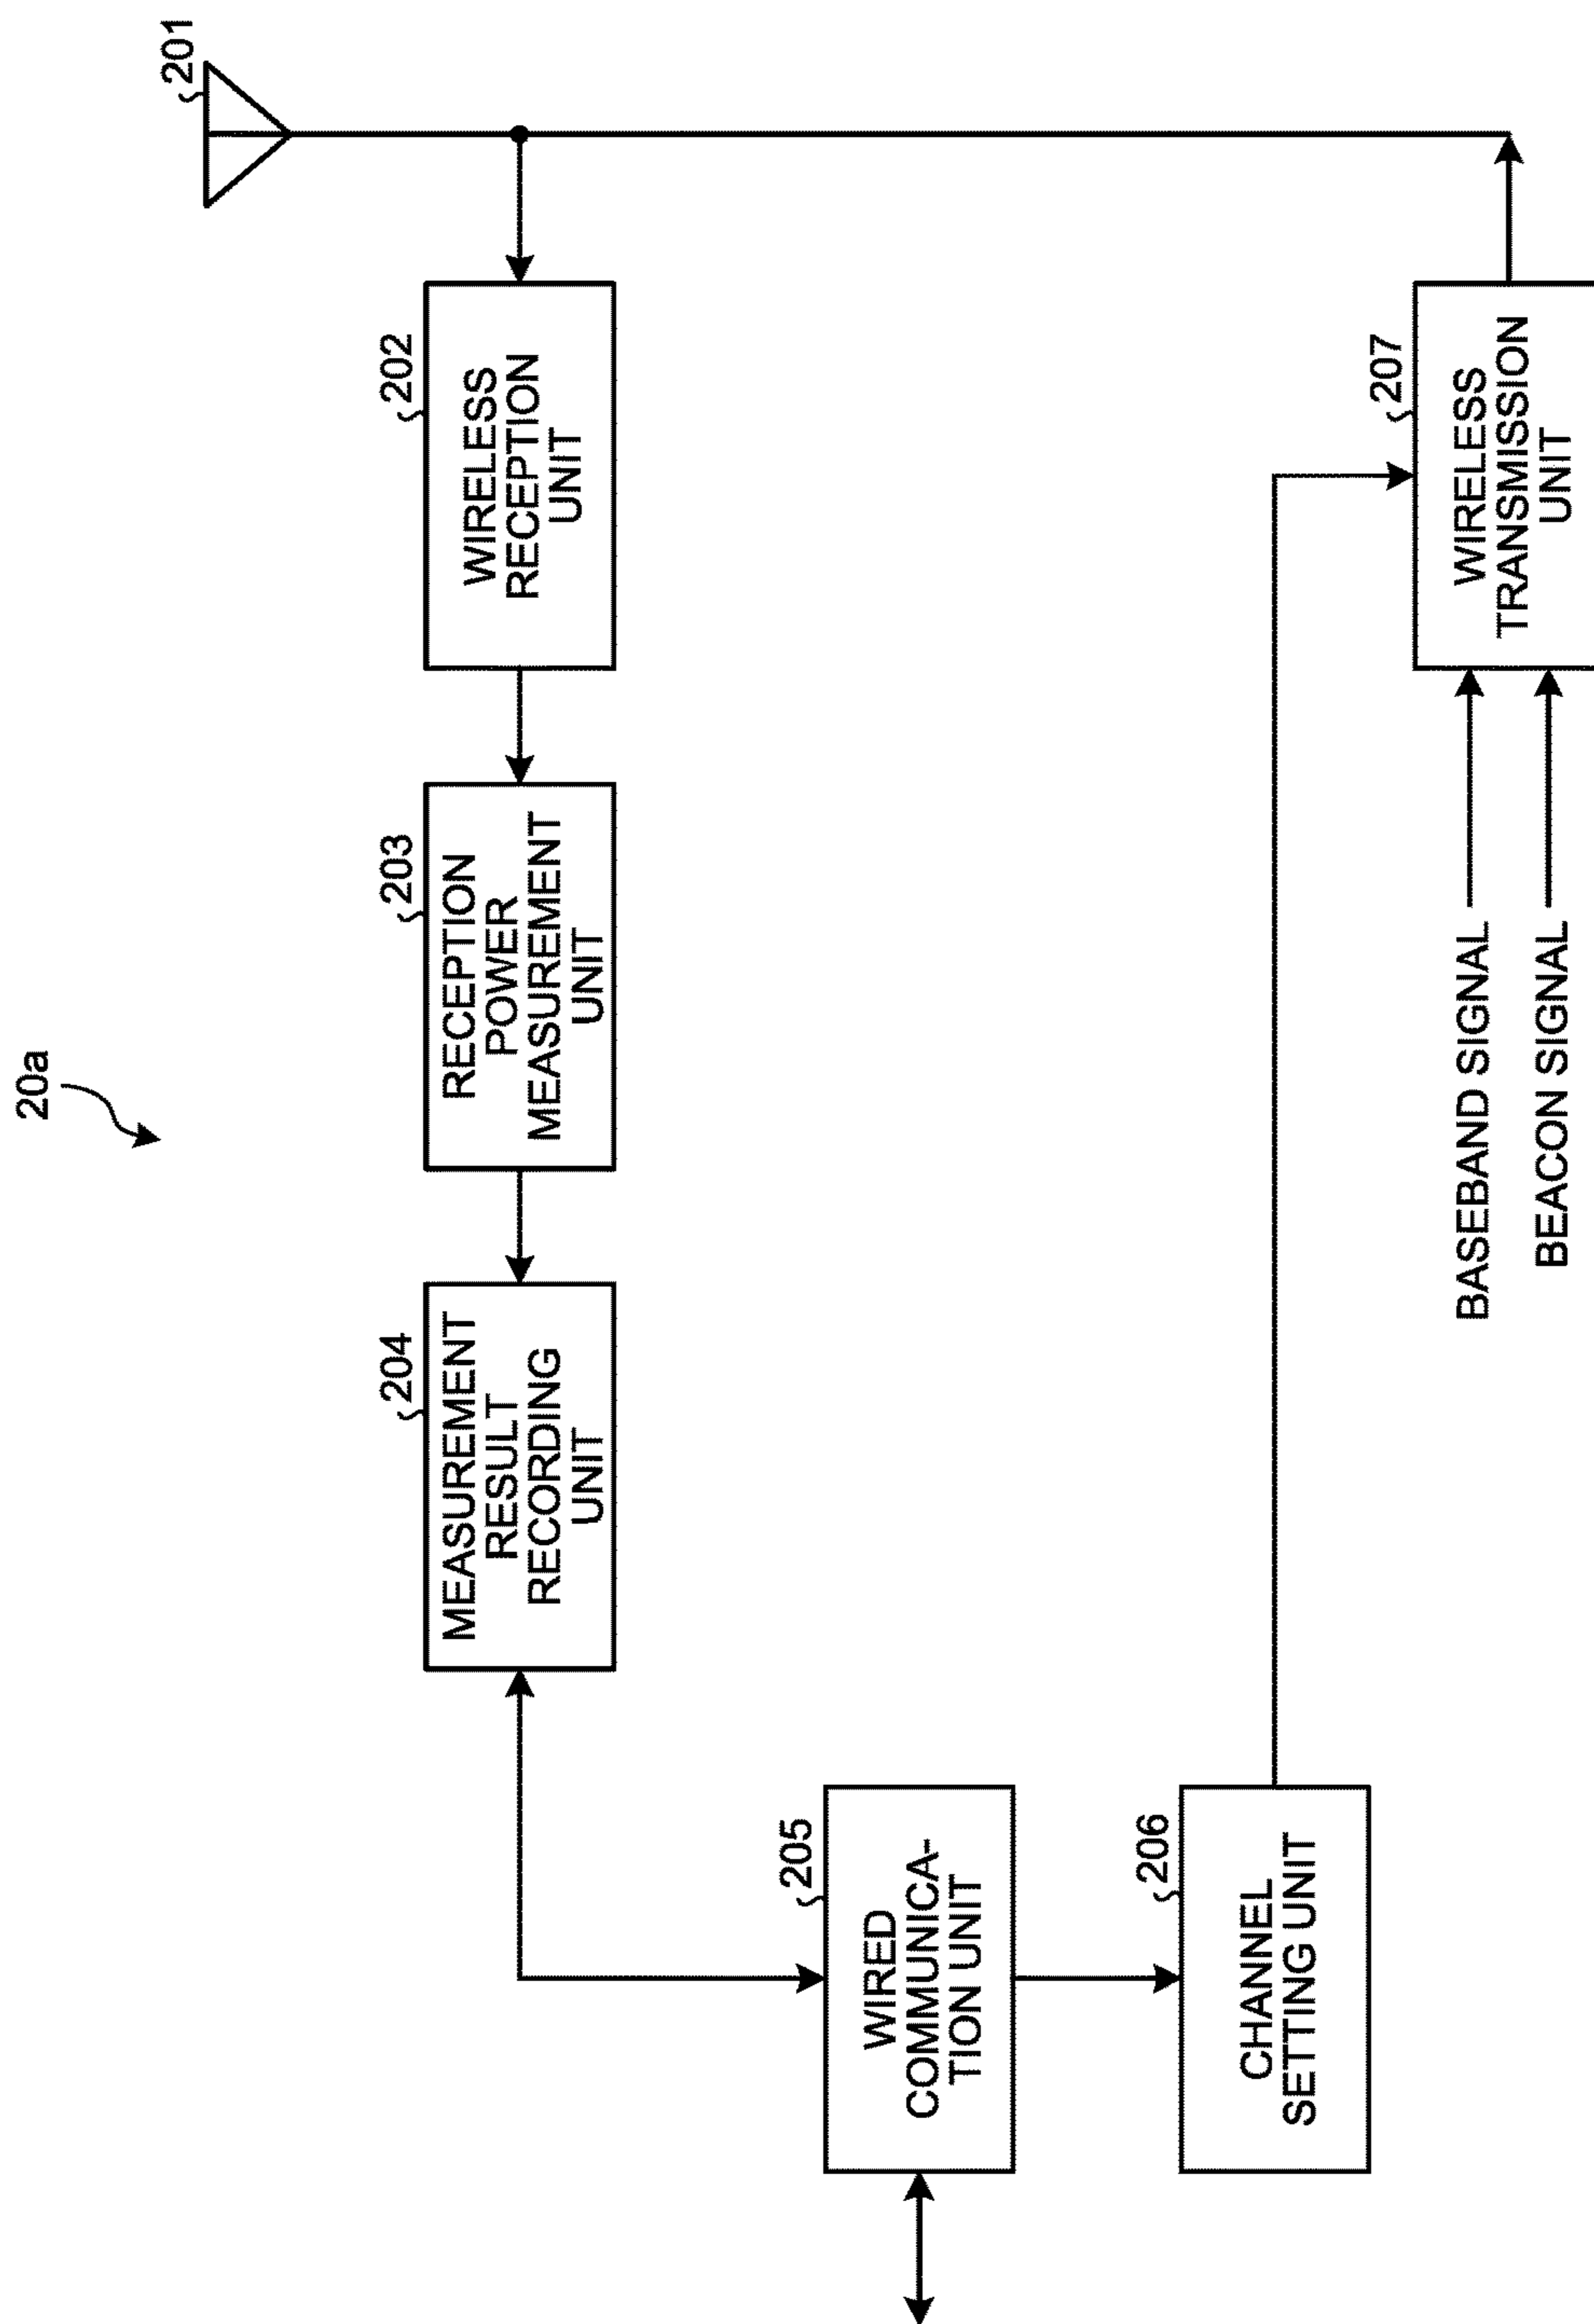 20a
201
202
WIRELESS
RECEPTION
UNIT
203
RECEPTION
POWER
MEASUREMENT
UNIT
204
MEASUREMENT
RESULT
RECORDING
UNIT
205
WIRED
COMMUNICA-
TION UNIT
206
CHANNEL
SETTING UNIT
207
WIRELESS
TRANSMISSION
UNIT
BASEBAND SIGNAL
BEACON SIGNAL